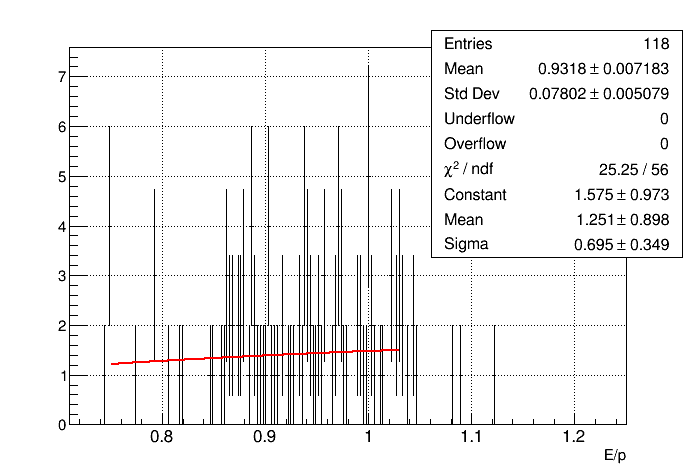 Entries 118
Mean 0.9318 ± 0.007183
Std Dev 0.07802 ± 0.005079
Underflow 0
Overflow 0
χ² / ndf 25.25 / 56
Constant 1.575 ± 0.973
Mean 1.251 ± 0.898
Sigma 0.695 ± 0.349
7
6
5
4
3
2
1
0
0.8 0.9 1 1.1 1.2
E/p